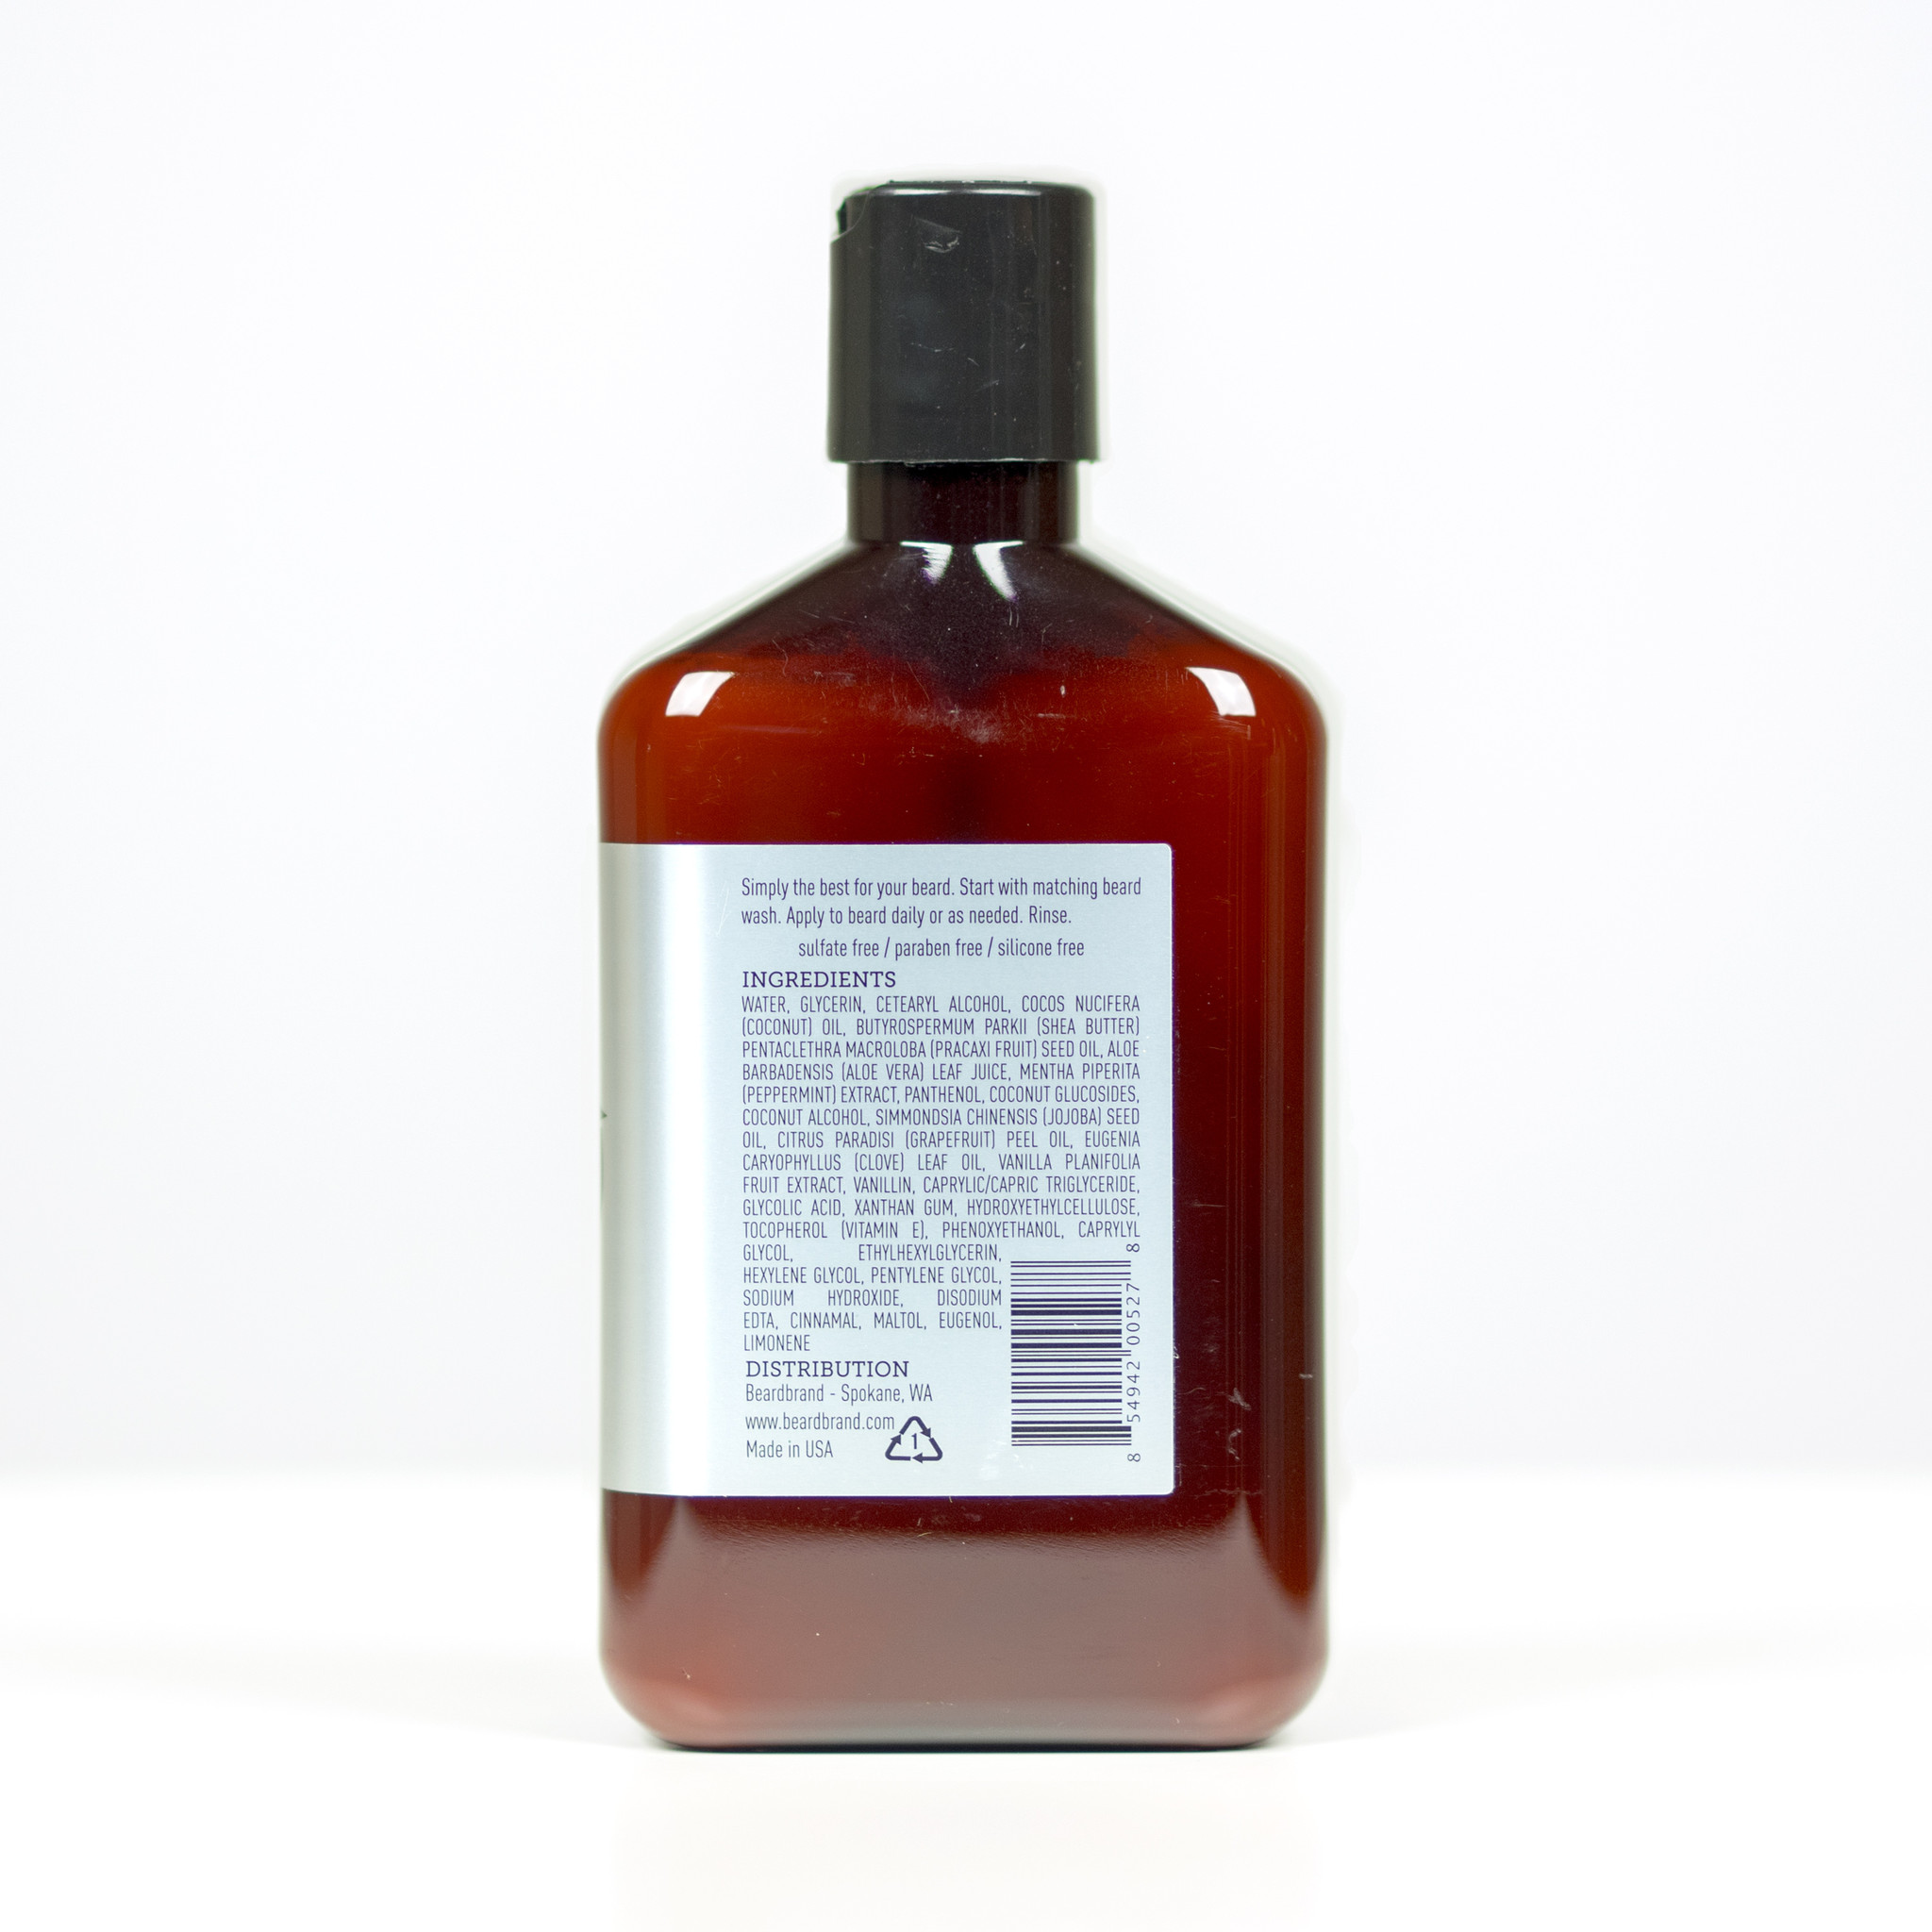 Simply the best for your beard. Start with matching beard
wash. Apply to beard daily or as needed. Rinse.
sulfate free / paraben free / silicone free
INGREDIENTS
WATER, GLYCERIN, CETEARYL ALCOHOL, COCOS NUCIFERA
(COCONUT) OIL, BUTYROSPERMUM PARKII (SHEA BUTTER)
PENTACLETHRA MACROLOBA (PRACAXI FRUIT) SEED OIL, ALOE
BARBADENSIS (ALOE VERA) LEAF JUICE, MENTHA PIPERITA
(PEPPERMINT) EXTRACT, PANTHENOL, COCONUT GLUCOSIDES,
COCONUT ALCOHOL, SIMMONDSIA CHINENSIS (JOJOBA) SEED
OIL, CITRUS PARADISI (GRAPEFRUIT) PEEL OIL, EUGENIA
CARYOPHYLLUS (CLOVE) LEAF OIL, VANILLA PLANIFOLIA
FRUIT EXTRACT, VANILLIN, CAPRYLIC/CAPRIC TRIGLYCERIDE,
GLYCOLIC ACID, XANTHAN GUM, HYDROXYETHYLCELLULOSE,
TOCOPHEROL (VITAMIN E), PHENOXYETHANOL, CAPRYLYL
GLYCOL, ETHYLHEXYLGLYCERIN,
HEXYLENE GLYCOL, PENTYLENE GLYCOL,
SODIUM HYDROXIDE, DISODIUM
EDTA, CINNAMAL, MALTOL, EUGENOL,
LIMONENE
DISTRIBUTION
Beardbrand - Spokane, WA
www.beardbrand.com
Made in USA
1
8 54942 00527 8